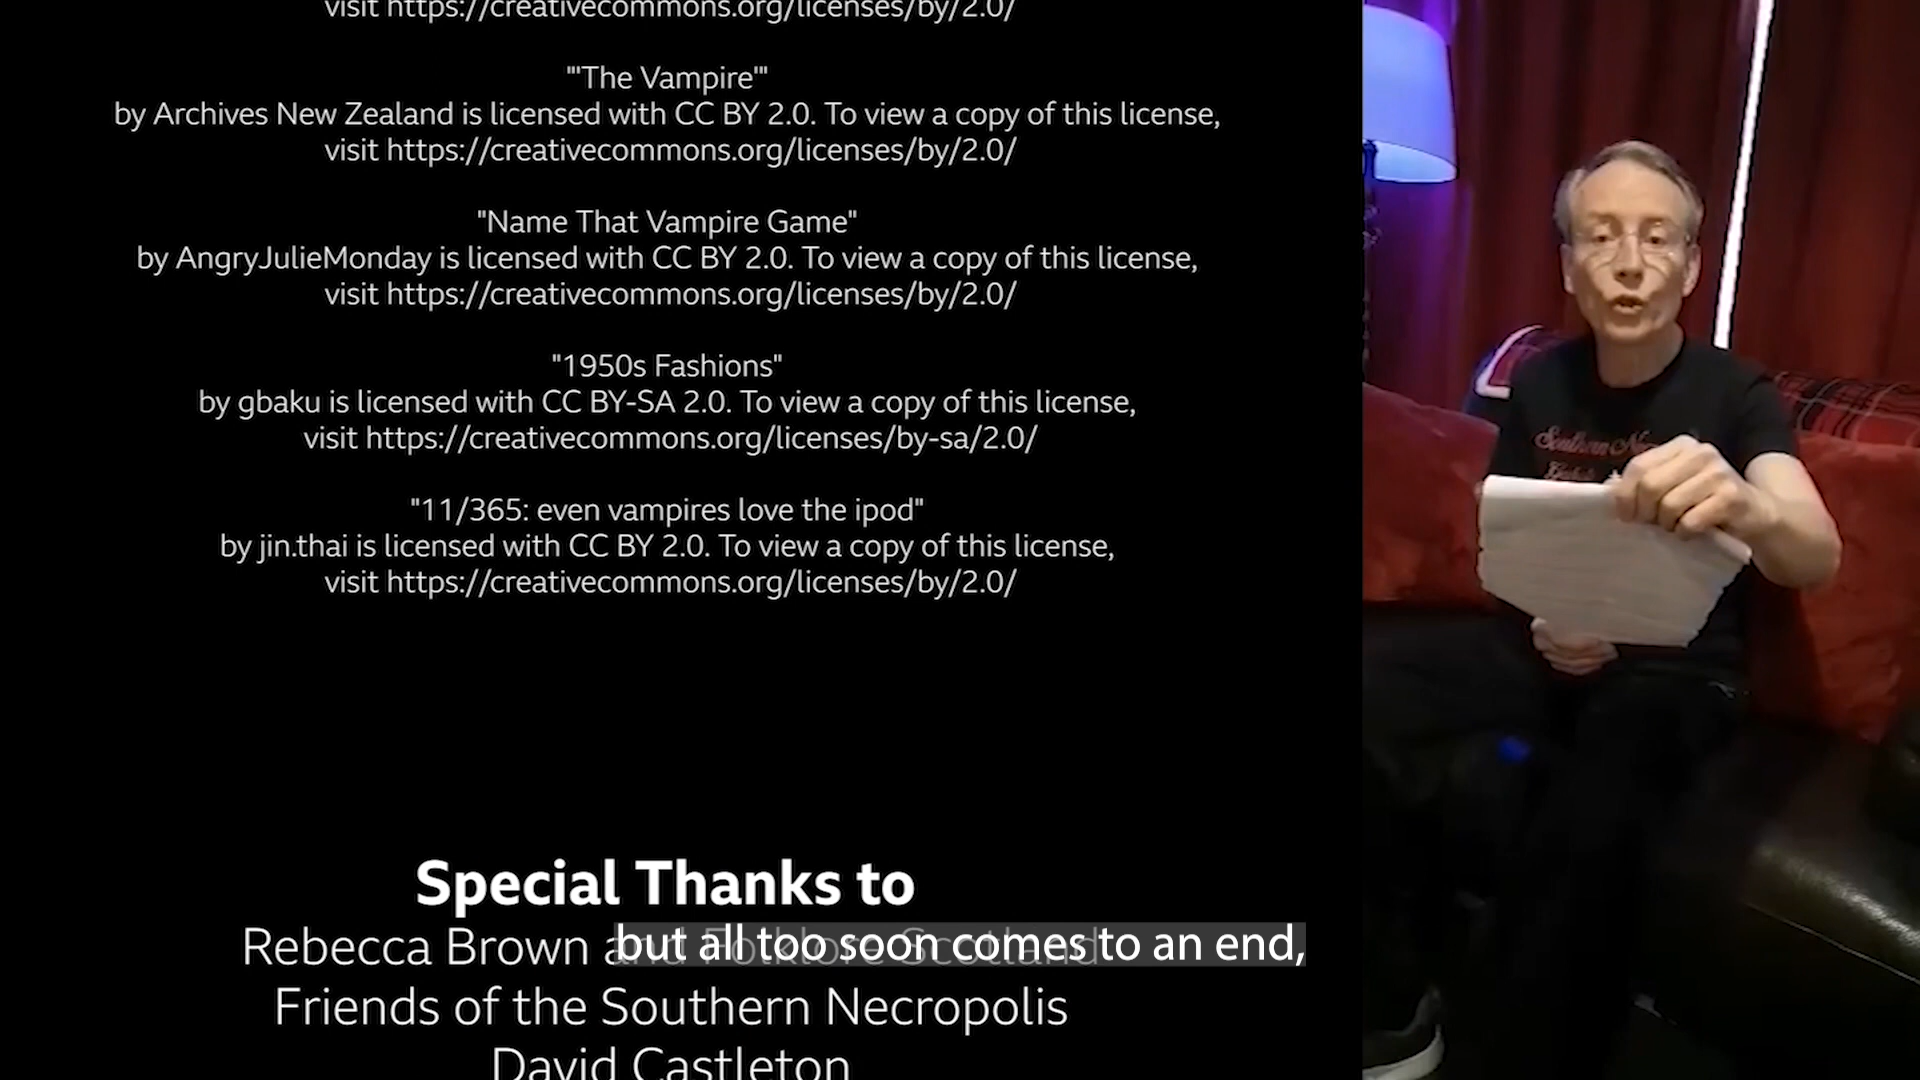 visit https://creativecommons.org/licenses/by/2.0/
"'The Vampire'"
by Archives New Zealand is licensed with CC BY 2.0. To view a copy of this license,
visit https://creativecommons.org/licenses/by/2.0/
"Name That Vampire Game"
by AngryJulieMonday is licensed with CC BY 2.0. To view a copy of this license,
visit https://creativecommons.org/licenses/by/2.0/
"1950s Fashions"
by gbaku is licensed with CC BY-SA 2.0. To view a copy of this license,
visit https://creativecommons.org/licenses/by-sa/2.0/
"11/365: even vampires love the ipod"
by jin.thai is licensed with CC BY 2.0. To view a copy of this license,
visit https://creativecommons.org/licenses/by/2.0/
Special Thanks to
Rebecca Brown and Folklore Scotland
but all too soon comes to an end,
Friends of the Southern Necropolis
David Castleton
Southern